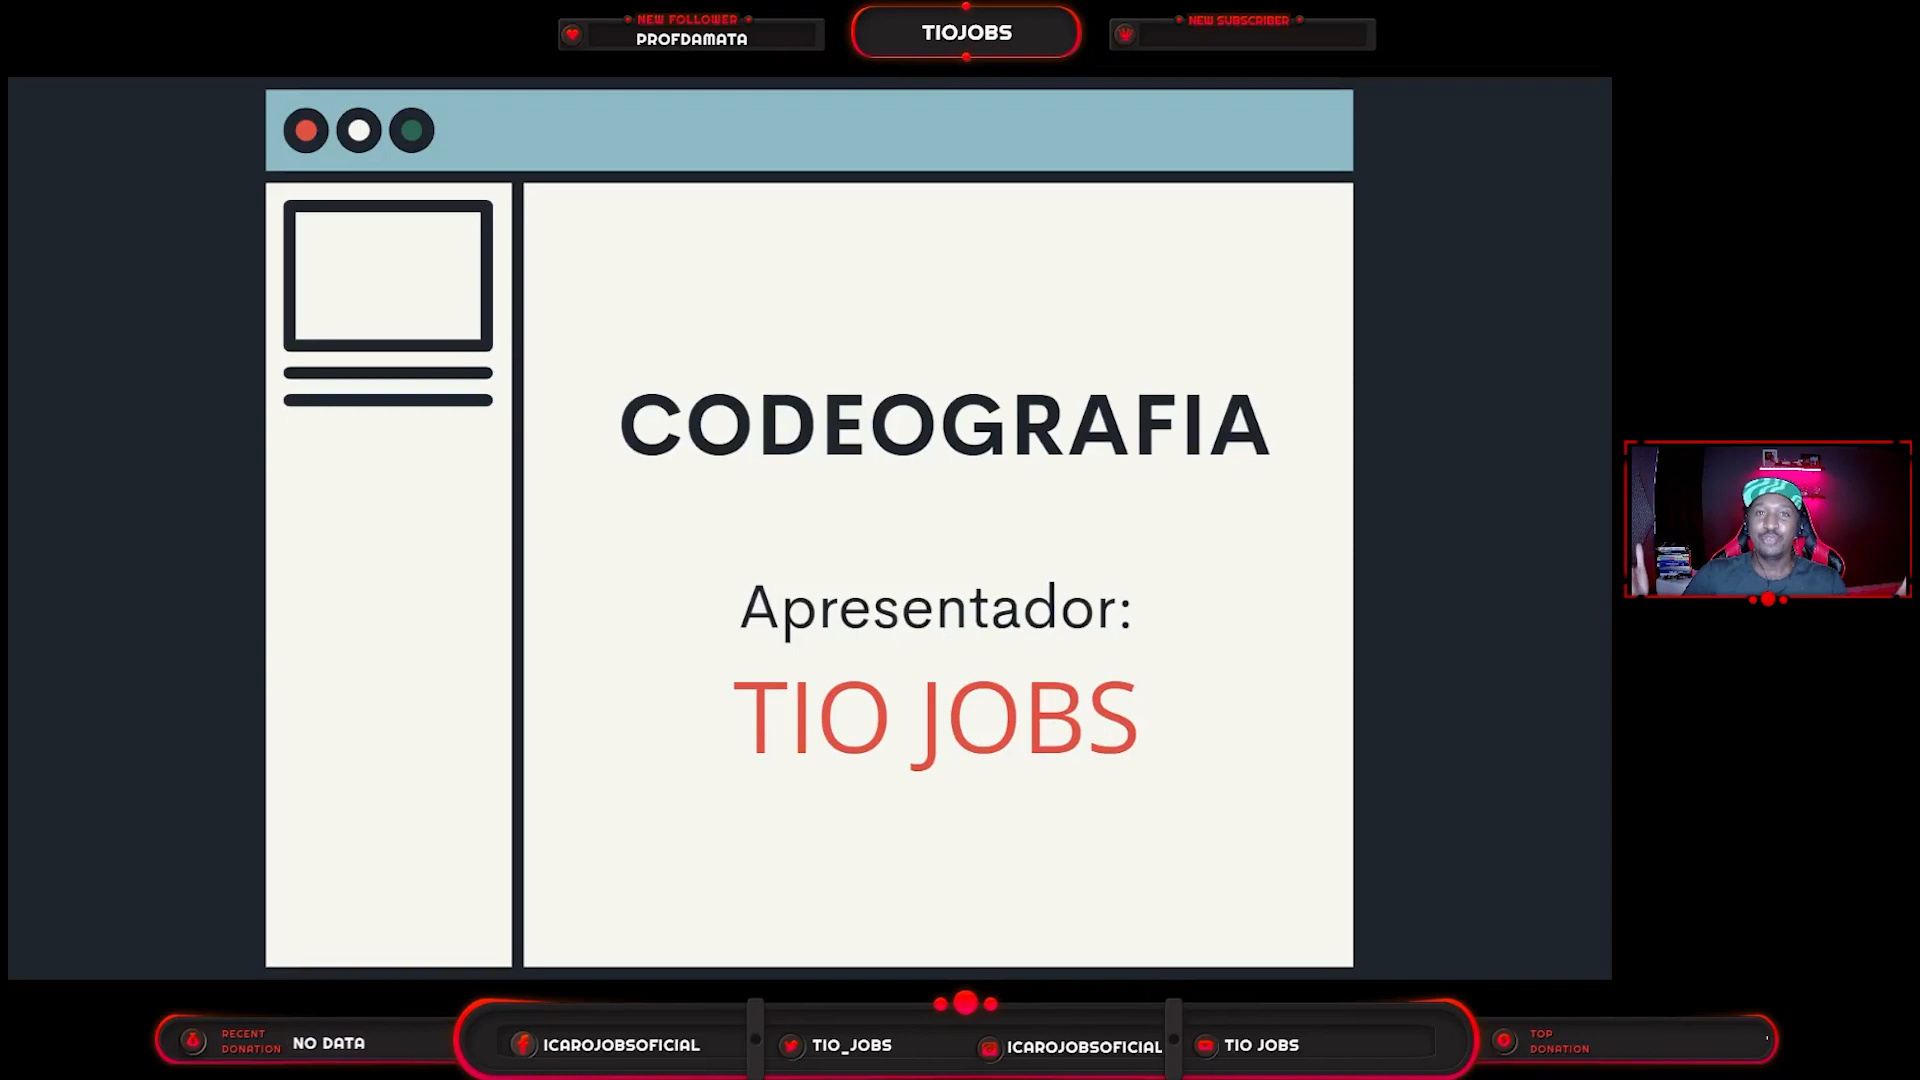 NEW FOLLOWER
PROFDAMATA
TIOJOBS
NEW SUBSCRIBER
CODEOGRAFIA
Apresentador:
TIO JOBS
RECENT
DONATION
NO DATA
ICAROJOBSOFICIAL
TIO_JOBS
ICAROJOBSOFICIAL
TIO JOBS
TOP
DONATION